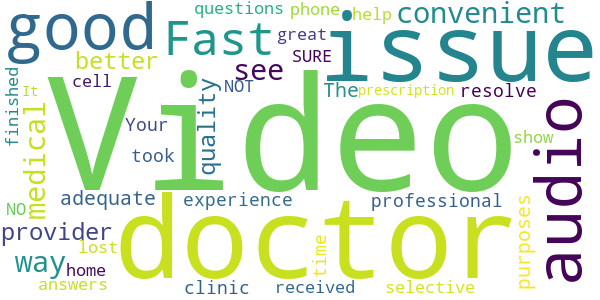 questions phone help
good Fast great convenient
issue
better see SURE
cell NOT The prescription resolve
It
finished
medical Video quality audio
Your
took show
adequate experience professional
NO doctor
provider
lost time purposes
way home
answers clinic received selective